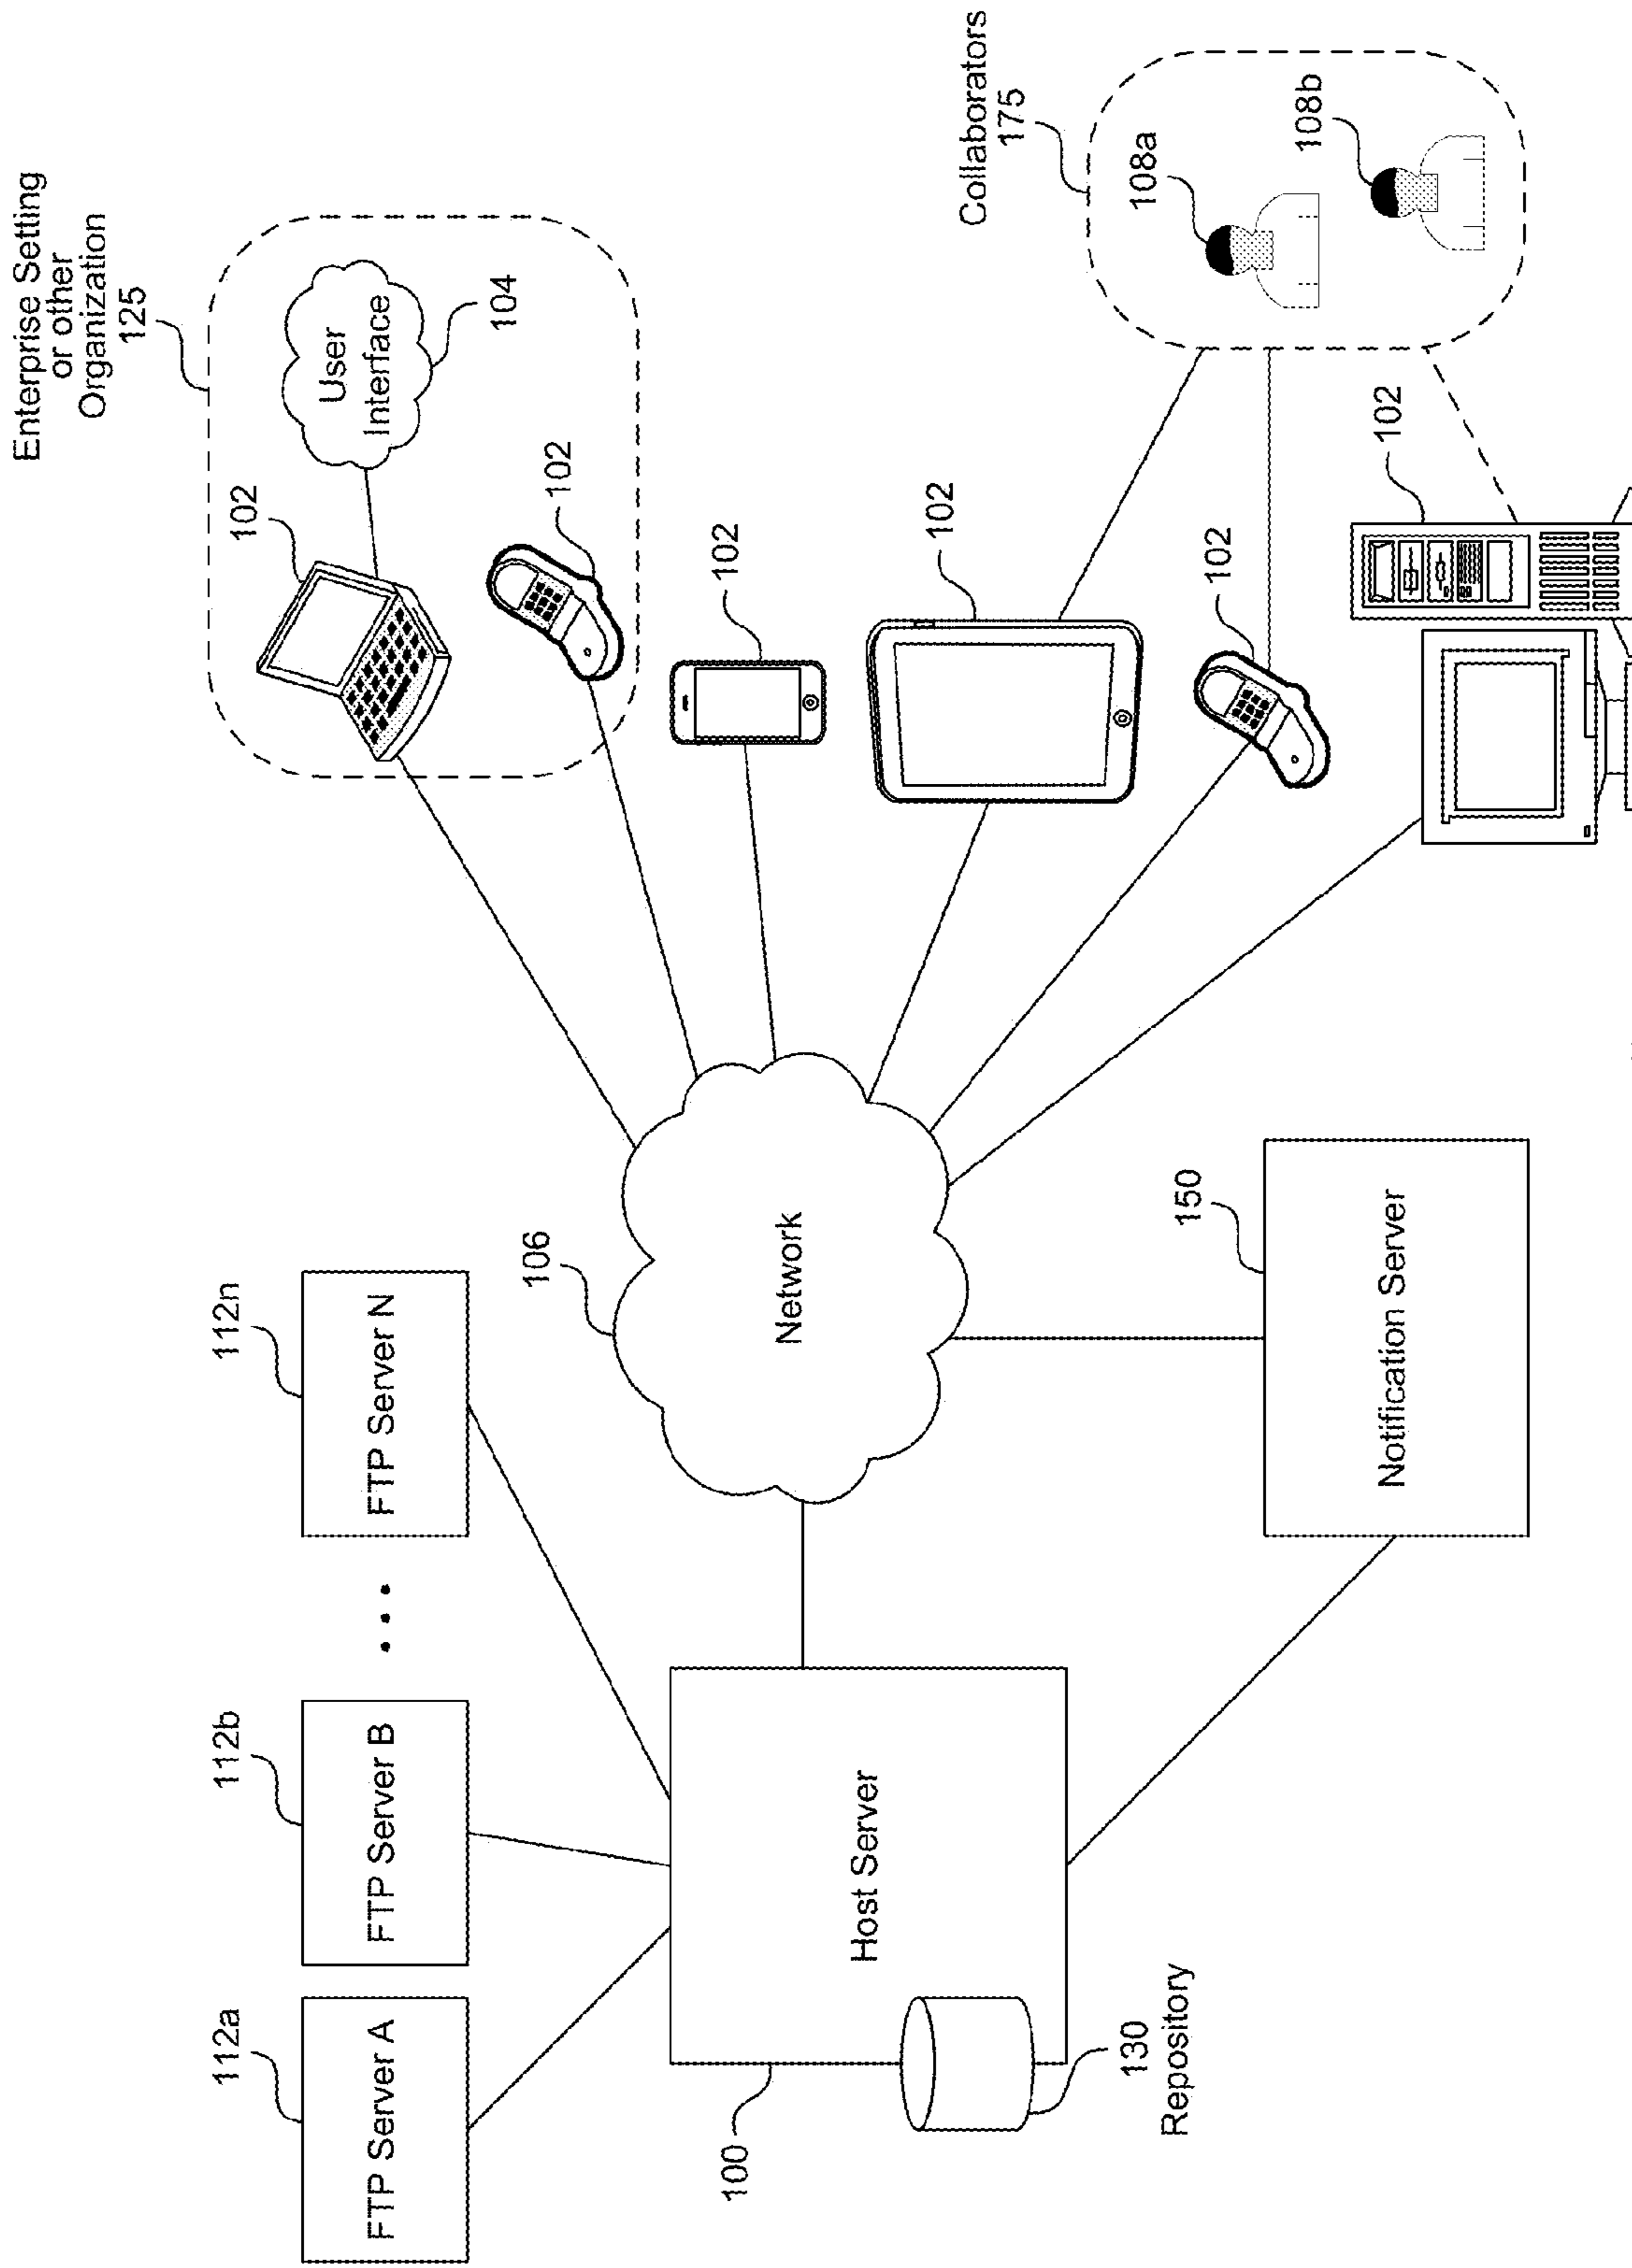 112a
FTP Server A
112b
FTP Server B
112n
FTP Server N
Enterprise Setting
or other
Organization
125
102
User
Interface
104
102
106
Network
102
100
Host Server
130
Repository
102
Collaborators
175
108a
108b
102
150
Notification Server
102